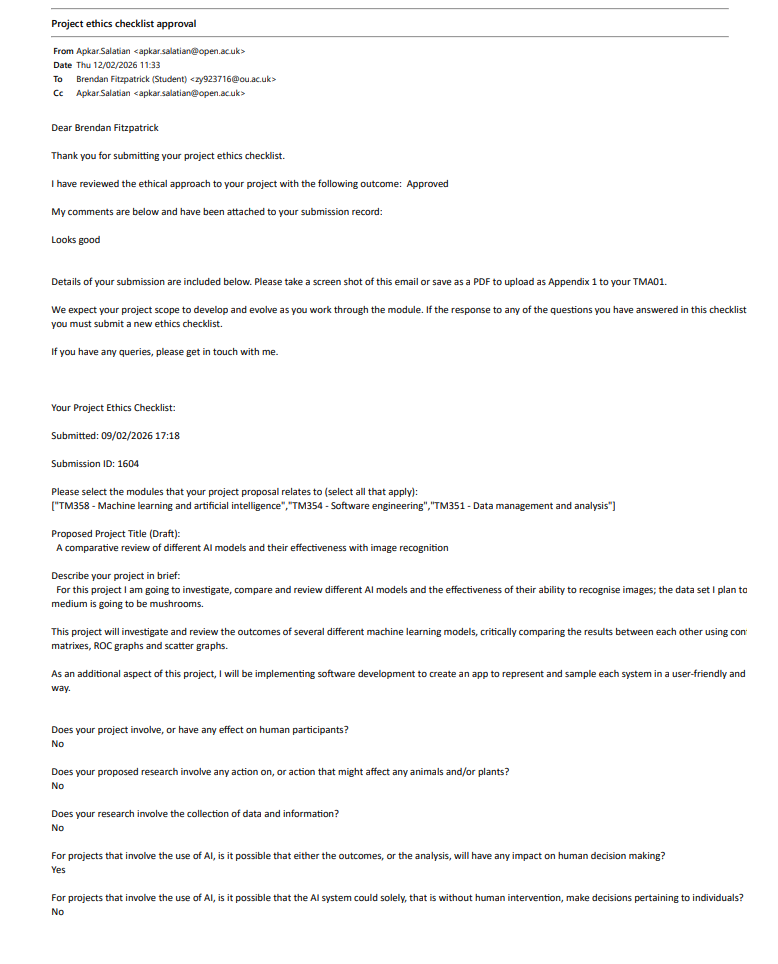 Project ethics checklist approval
From Apkar.Salatian <apkar.salatian@open.ac.uk>
Date Thu 12/02/2026 11:33
To Brendan Fitzpatrick (Student) <zy923716@ou.ac.uk>
Cc Apkar.Salatian <apkar.salatian@open.ac.uk>
Dear Brendan Fitzpatrick
Thank you for submitting your project ethics checklist.
I have reviewed the ethical approach to your project with the following outcome: Approved
My comments are below and have been attached to your submission record:
Looks good
Details of your submission are included below. Please take a screen shot of this email or save as a PDF to upload as Appendix 1 to your TMA01.
We expect your project scope to develop and evolve as you work through the module. If the response to any of the questions you have answered in this checklist
you must submit a new ethics checklist.
If you have any queries, please get in touch with me.
Your Project Ethics Checklist:
Submitted: 09/02/2026 17:18
Submission ID: 1604
Please select the modules that your project proposal relates to (select all that apply):
["TM358 - Machine learning and artificial intelligence","TM354 - Software engineering","TM351 - Data management and analysis"]
Proposed Project Title (Draft):
A comparative review of different AI models and their effectiveness with image recognition
Describe your project in brief:
For this project I am going to investigate, compare and review different AI models and the effectiveness of their ability to recognise images; the data set I plan to
medium is going to be mushrooms.
This project will investigate and review the outcomes of several different machine learning models, critically comparing the results between each other using con
matrixes, ROC graphs and scatter graphs.
As an additional aspect of this project, I will be implementing software development to create an app to represent and sample each system in a user-friendly and
way.
Does your project involve, or have any effect on human participants?
No
Does your proposed research involve any action on, or action that might affect any animals and/or plants?
No
Does your research involve the collection of data and information?
No
For projects that involve the use of AI, is it possible that either the outcomes, or the analysis, will have any impact on human decision making?
Yes
For projects that involve the use of AI, is it possible that the AI system could solely, that is without human intervention, make decisions pertaining to individuals?
No